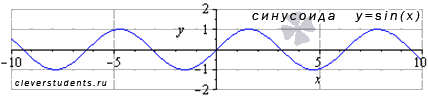 2
синусоида y=sin(x)
y
1
-10 -5 0 5 10
-1
x
-2
cleverstudents.ru